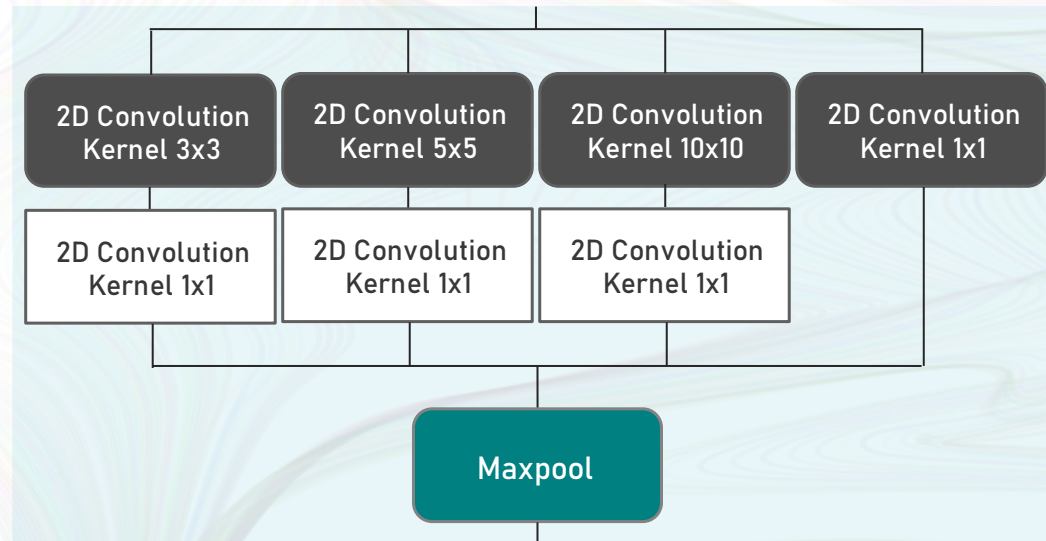 2D Convolution
Kernel 3x3
2D Convolution
Kernel 5x5
2D Convolution
Kernel 10x10
2D Convolution
Kernel 1x1
2D Convolution
Kernel 1x1
2D Convolution
Kernel 1x1
2D Convolution
Kernel 1x1
Maxpool